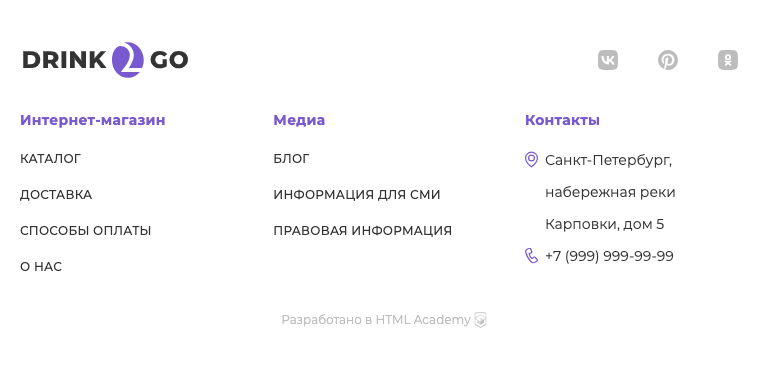 DRINK 2 GO
Интернет-магазин
КАТАЛОГ
ДОСТАВКА
СПОСОБЫ ОПЛАТЫ
О НАС
Медиа
БЛОГ
ИНФОРМАЦИЯ ДЛЯ СМИ
ПРАВОВАЯ ИНФОРМАЦИЯ
Контакты
Санкт-Петербург,
набережная реки
Карповки, дом 5
+7 (999) 999-99-99
Разработано в HTML Academy